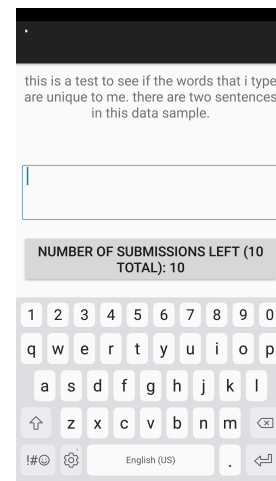 this is a test to see if the words that i type
are unique to me. there are two sentences
in this data sample.
NUMBER OF SUBMISSIONS LEFT (10
TOTAL): 10
1 2 3 4 5 6 7 8 9 0
q w e r t y u i o p
a s d f g h j k l
z x c v b n m
!#☺ English (US) .